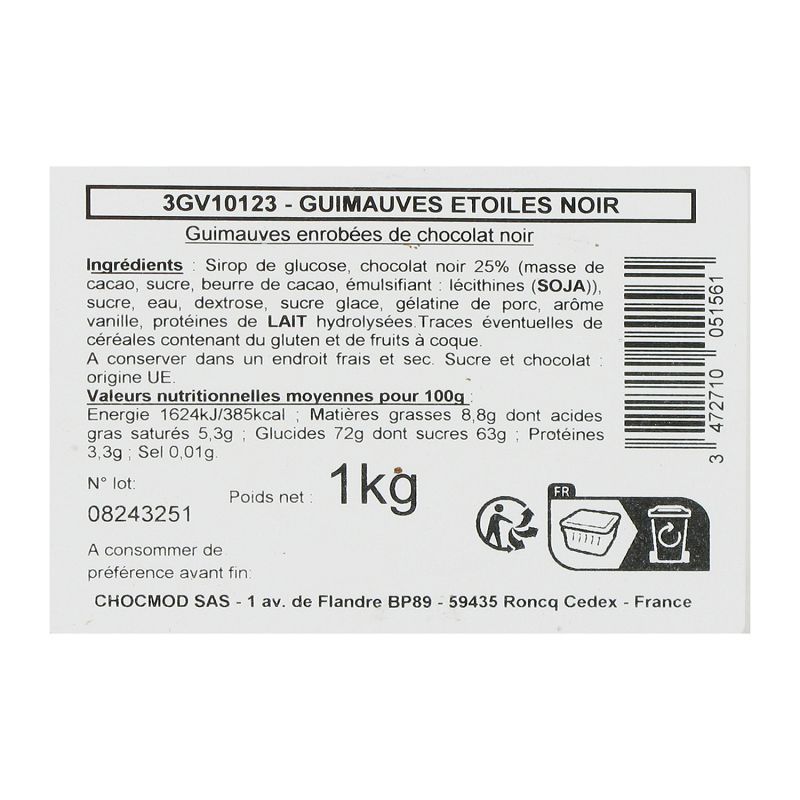 3GV10123 - GUIMAUVES ETOILES NOIR
Guimauves enrobées de chocolat noir
Ingrédients : Sirop de glucose, chocolat noir 25% (masse de
cacao, sucre, beurre de cacao, émulsifiant : lécithines (SOJA)),
sucre, eau, dextrose, sucre glace, gélatine de porc, arôme
vanille, protéines de LAIT hydrolysées.Traces éventuelles de
céréales contenant du gluten et de fruits à coque.
A conserver dans un endroit frais et sec. Sucre et chocolat :
origine UE.
Valeurs nutritionnelles moyennes pour 100g :
Energie 1624kJ/385kcal ; Matières grasses 8,8g dont acides
gras saturés 5,3g ; Glucides 72g dont sucres 63g ; Protéines
3,3g ; Sel 0,01g.
3 472710 051561
N° lot:
08243251
Poids net : 1kg
FR
A consommer de
préférence avant fin:
CHOCMOD SAS - 1 av. de Flandre BP89 - 59435 Roncq Cedex - France